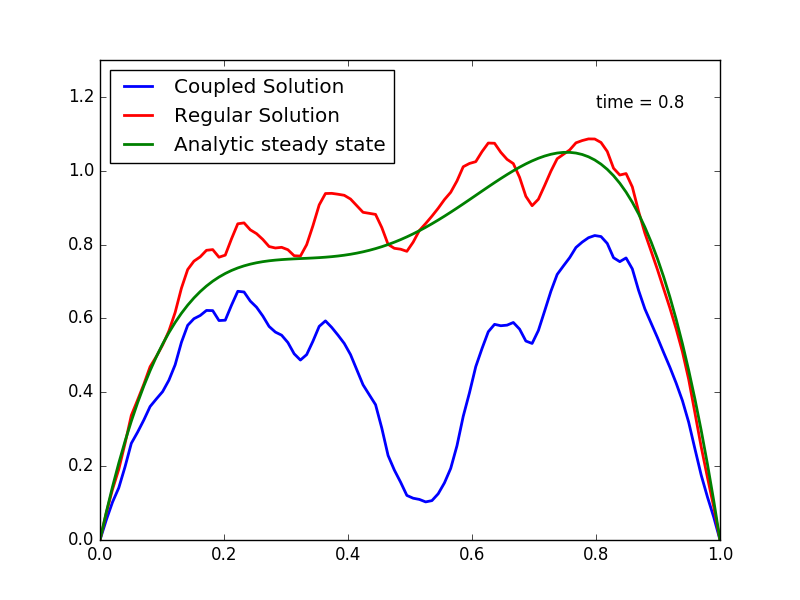 1.2
1.0
0.8
0.6
0.4
0.2
0.0
Coupled Solution
Regular Solution
Analytic steady state
time = 0.8
0.0 0.2 0.4 0.6 0.8 1.0